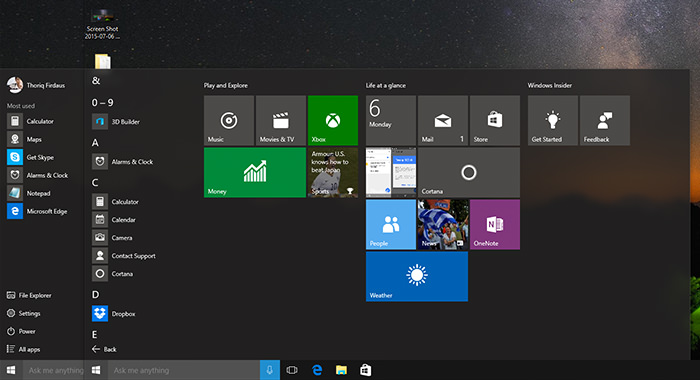 Screen Shot
2015-07-06 ...
Thoriq Firdaus
Most used
Calculator
Maps
Get Skype
Alarms & Clock
Notepad
Microsoft Edge
File Explorer
Settings
Power
All apps
&
0 – 9
3D Builder
A
Alarms & Clock
C
Calculator
Calendar
Camera
Contact Support
Cortana
D
Dropbox
E
Back
Play and Explore
Music
Movies & TV
Xbox
Money
Armour: U.S.
knows how to
beat Japan
Sports
Life at a glance
6
Monday
Mail
1
Store
Cortana
People
News
OneNote
Weather
Windows Insider
Get Started
Feedback
Ask me anything
Ask me anything